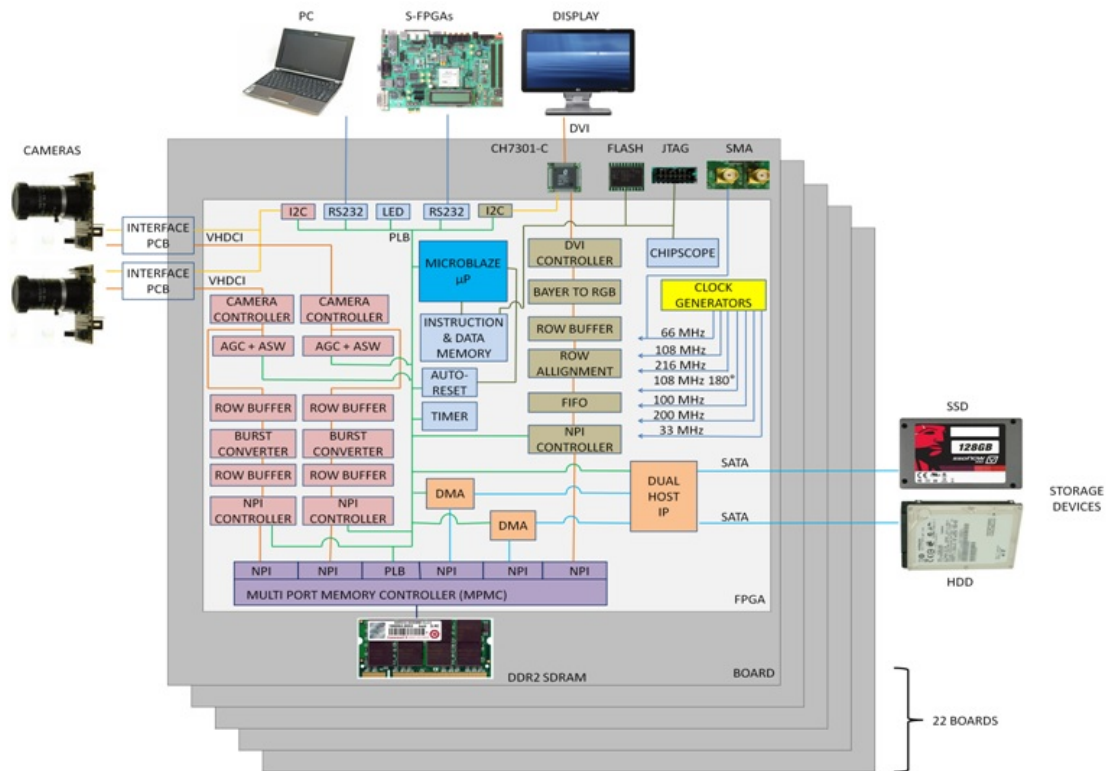 PC
S-FPGAs
DISPLAY
DVI
CAMERAS
CH7301-C
FLASH
JTAG
SMA
INTERFACE
PCB
VHDCI
INTERFACE
PCB
VHDCI
I2C
RS232
LED
RS232
I2C
PLB
MICROBLAZE
µP
DVI
CONTROLLER
CHIPSCOPE
BAYER TO RGB
CLOCK
GENERATORS
CAMERA
CONTROLLER
CAMERA
CONTROLLER
INSTRUCTION
& DATA
MEMORY
ROW BUFFER
66 MHz
AGC + ASW
AGC + ASW
108 MHz
ROW
ALLIGNMENT
216 MHz
AUTO-
RESET
108 MHz 180°
ROW BUFFER
ROW BUFFER
TIMER
FIFO
100 MHz
200 MHz
BURST
CONVERTER
BURST
CONVERTER
NPI
CONTROLLER
33 MHz
SSD
128GB
ROW BUFFER
ROW BUFFER
SATA
DUAL
HOST
IP
DMA
STORAGE
DEVICES
NPI
CONTROLLER
NPI
CONTROLLER
DMA
SATA
HDD
NPI
NPI
PLB
NPI
NPI
NPI
MULTI PORT MEMORY CONTROLLER (MPMC)
FPGA
DDR2 SDRAM
BOARD
22 BOARDS